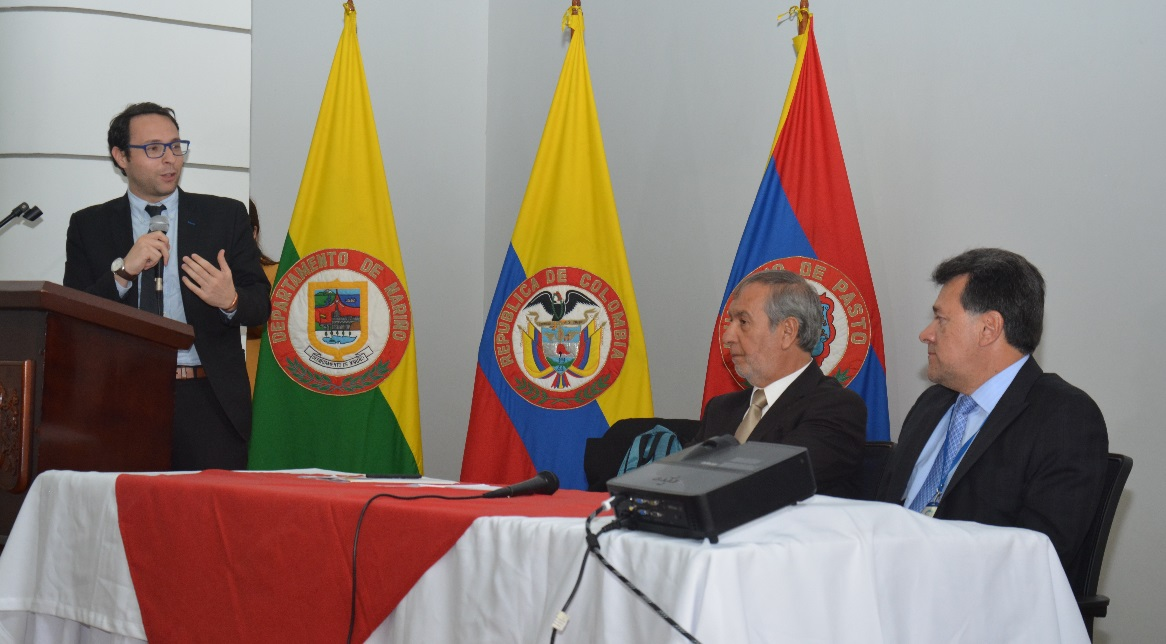 DEPARTAMENTO DE NARIÑO
REPUBLICA DE COLOMBIA
DE PASTO